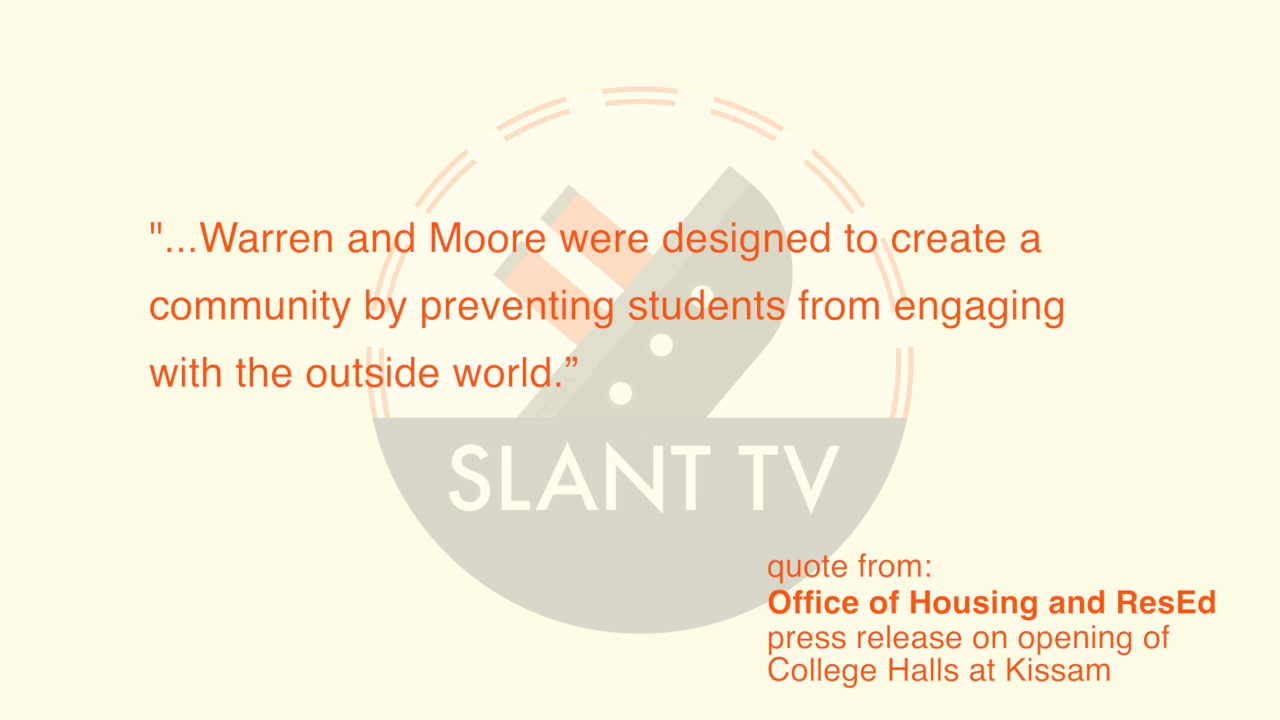 "...Warren and Moore were designed to create a
community by preventing students from engaging
with the outside world.”
SLANT TV
quote from:
Office of Housing and ResEd
press release on opening of
College Halls at Kissam